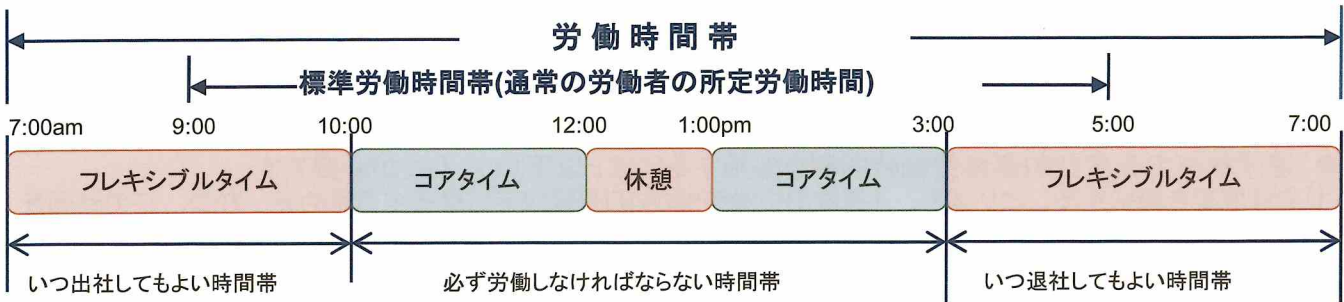 労働時間帯
標準労働時間帯(通常の労働者の所定労働時間)
7:00am 9:00 10:00 12:00 1:00pm 3:00 5:00 7:00
フレキシブルタイム コアタイム 休憩 コアタイム フレキシブルタイム
いつ出社してもよい時間帯 必ず労働しなければならない時間帯 いつ退社してもよい時間帯